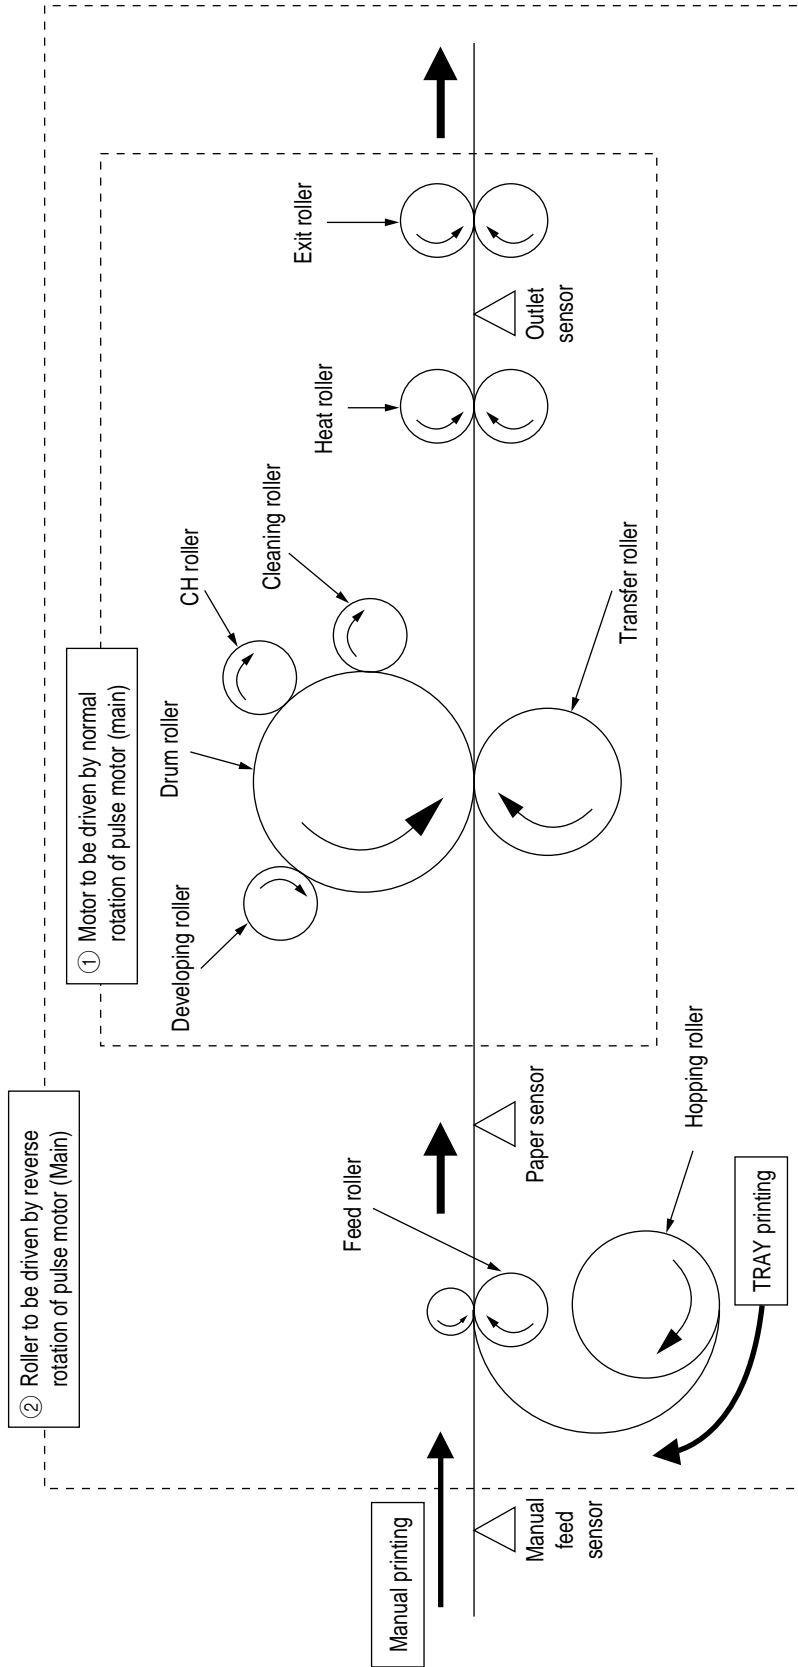 ② Roller to be driven by reverse
rotation of pulse motor (Main)
① Motor to be driven by normal
rotation of pulse motor (main)
Manual printing
Manual
feed
sensor
TRAY printing
Hopping roller
Feed roller
Paper sensor
Developing roller
Drum roller
CH roller
Cleaning roller
Transfer roller
Heat roller
Outlet
sensor
Exit roller